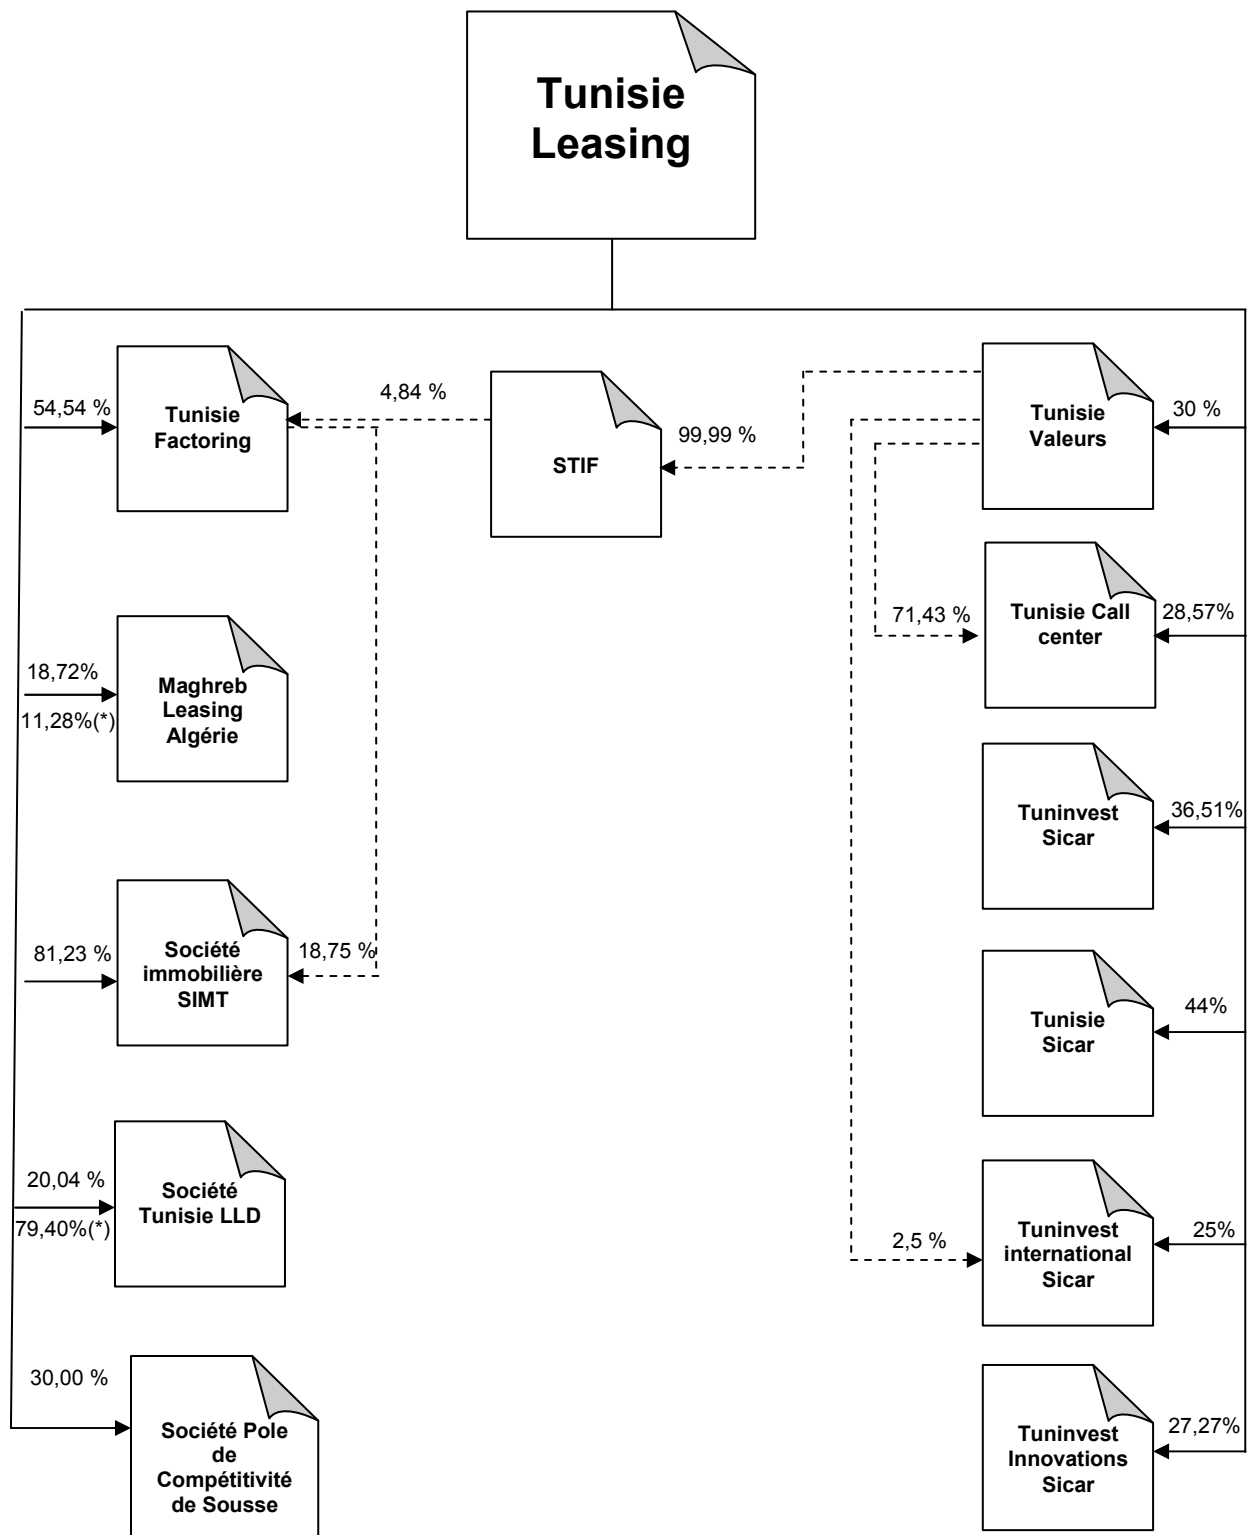 Tunisie
Leasing
54,54 %
Tunisie
Factoring
4,84 %
STIF
99,99 %
Tunisie
Valeurs
30 %
71,43 %
Tunisie Call
center
28,57%
18,72%
11,28%(*)
Maghreb
Leasing
Algérie
Tuninvest
Sicar
36,51%
81,23 %
Société
immobilière
SIMT
18,75 %
Tunisie
Sicar
44%
20,04 %
79,40%(*)
Société
Tunisie LLD
2,5 %
Tuninvest
international
Sicar
25%
30,00 %
Société Pole
de
Compétitivité
de Sousse
Tuninvest
Innovations
Sicar
27,27%